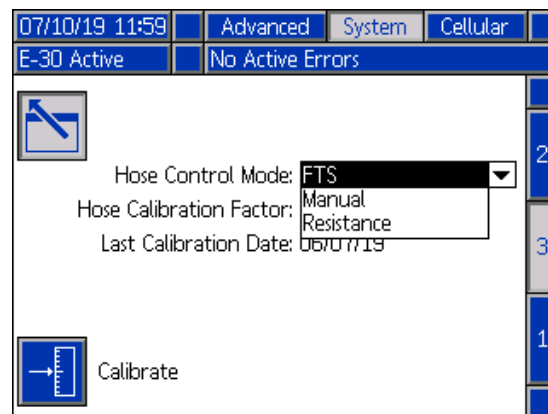 07/10/19 11:59 Advanced System Cellular
E-30 Active No Active Errors
Hose Control Mode: FTS
Manual
Hose Calibration Factor:
Resistance
Last Calibration Date: 06/07/19
Calibrate
2
3
1